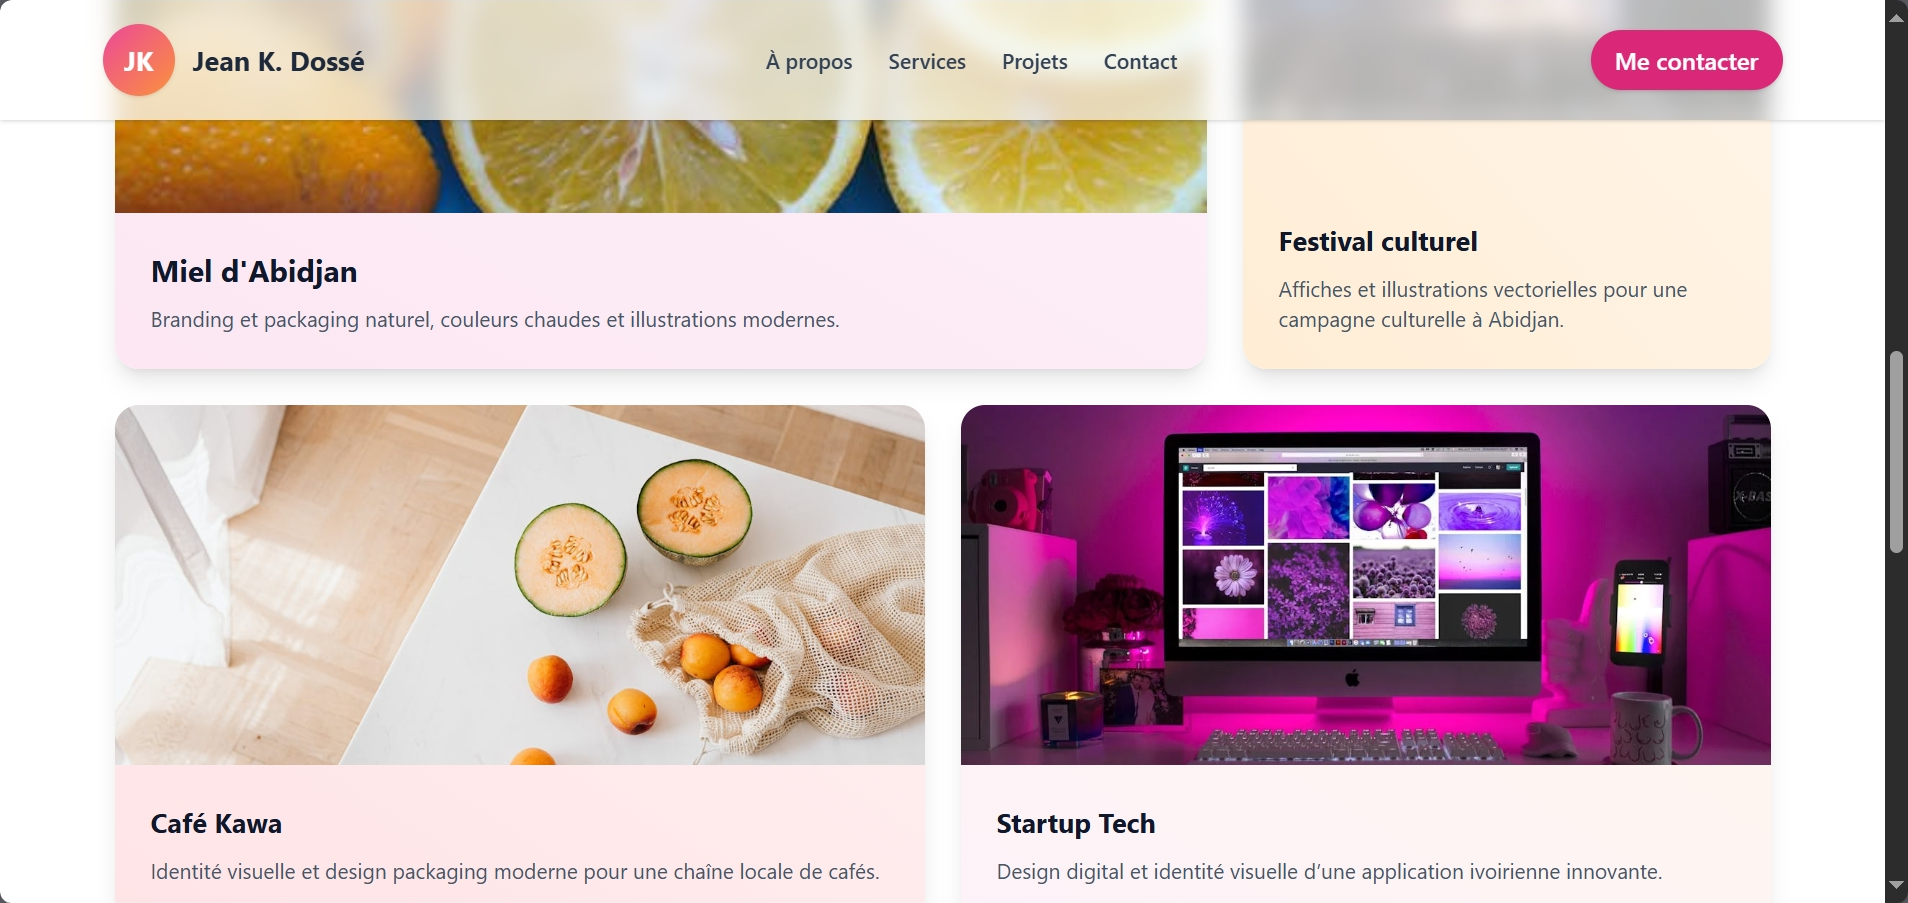 JK
Jean K. Dossé
À propos
Services
Projets
Contact
Me contacter
Miel d'Abidjan
Branding et packaging naturel, couleurs chaudes et illustrations modernes.
Festival culturel
Affiches et illustrations vectorielles pour une
campagne culturelle à Abidjan.
Café Kawa
Identité visuelle et design packaging moderne pour une chaîne locale de cafés.
X-BAS
Startup Tech
Design digital et identité visuelle d’une application ivoirienne innovante.